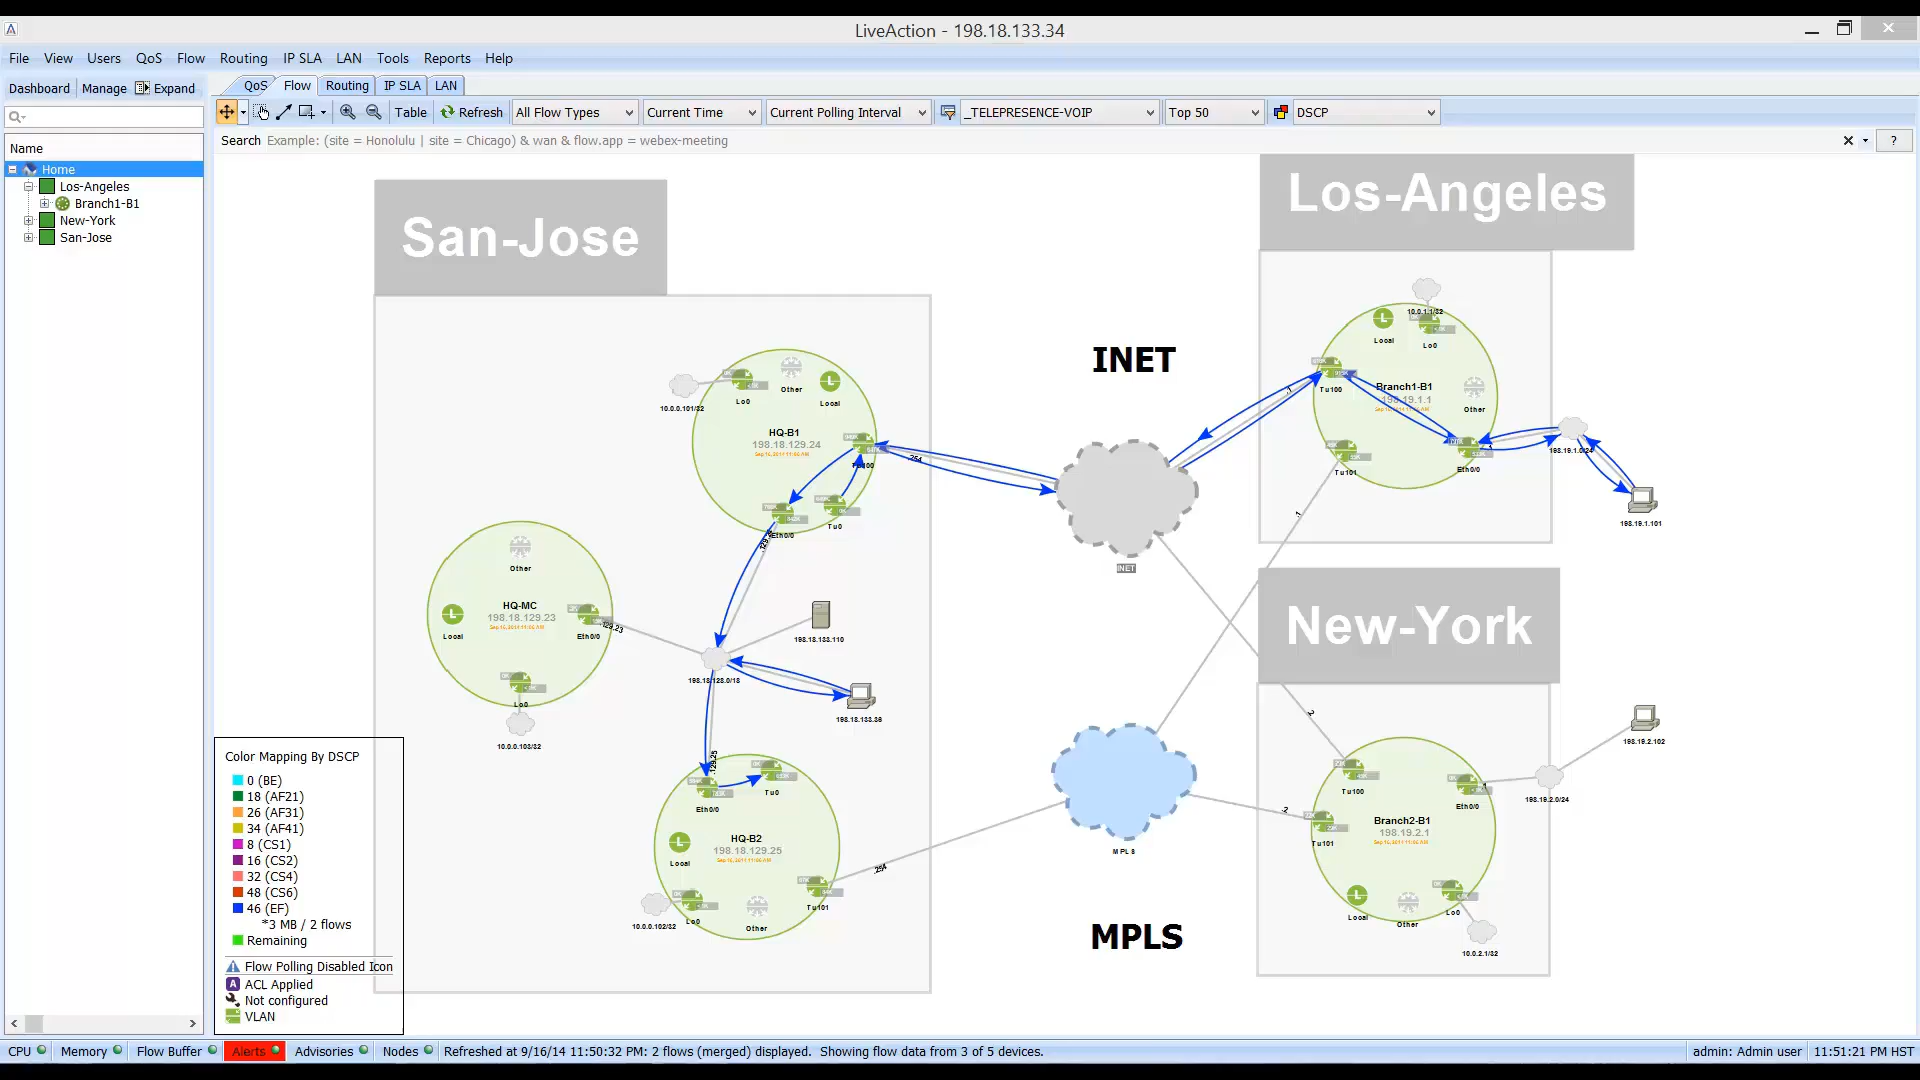 LiveAction - 198.18.133.34
File View Users QoS Flow Routing IP SLA LAN Tools Reports Help
Dashboard Manage Expand
QoS Flow Routing IP SLA LAN
Table Refresh All Flow Types Current Time Current Polling Interval _TELEPRESENCE-VOIP Top 50 DSCP
Search Example: (site = Honolulu | site = Chicago) & wan & flow.app = webex-meeting
?
Name
Home
Los-Angeles
Branch1-B1
New-York
San-Jose
San-Jose
Other
Local
Lo0
10.0.0.101/32
HQ-B1
198.18.129.24
Tu0
Eth0/0
Other
HQ-MC
198.18.129.23
Local
Eth0/0
.129.23
Lo0
10.0.0.103/32
198.18.133.110
198.18.128.0/18
198.18.133.36
.129.25
Eth0/0
Tu0
HQ-B2
198.18.129.25
Local
Tu101
.254
Lo0
Other
10.0.0.102/32
INET
.254
INET
MPLS
MPLS
Los-Angeles
10.0.1.1/32
Local
Lo0
Tu100
Branch1-B1
198.19.1.1
Other
Tu101
Eth0/0
198.19.1.0/24
198.19.1.101
.1
New-York
.2
198.19.2.102
Tu100
Eth0/0
198.19.2.0/24
.2
Branch2-B1
198.19.2.1
Tu101
Local
Other
Lo0
10.0.2.1/32
Color Mapping By DSCP
0 (BE)
18 (AF21)
26 (AF31)
34 (AF41)
8 (CS1)
16 (CS2)
32 (CS4)
48 (CS6)
46 (EF)
*3 MB / 2 flows
Remaining
Flow Polling Disabled Icon
ACL Applied
Not configured
VLAN
CPU Memory Flow Buffer Alerts Advisories Nodes Refreshed at 9/16/14 11:50:32 PM: 2 flows (merged) displayed. Showing flow data from 3 of 5 devices. admin: Admin user 11:51:21 PM HST